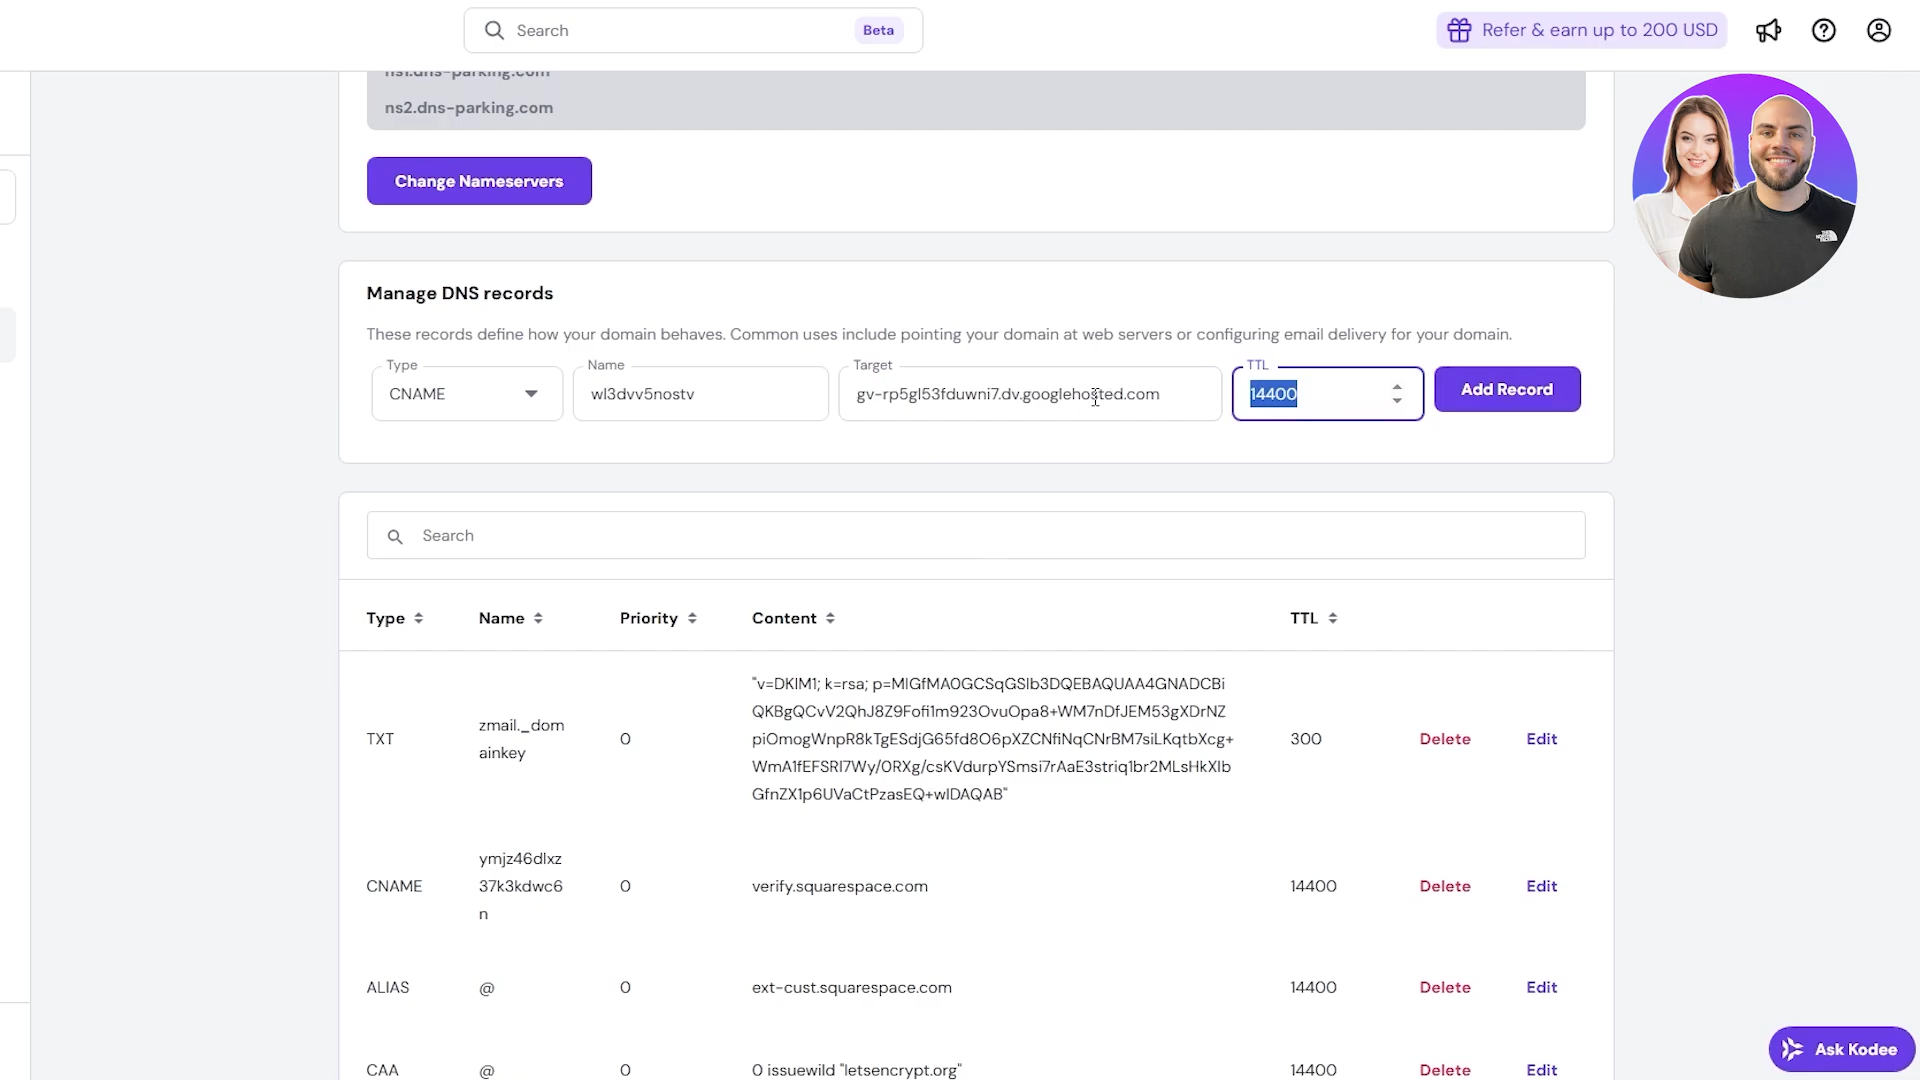 Search
Beta
Refer & earn up to 200 USD
ns1.dns-parking.com
ns2.dns-parking.com
Change Nameservers
Manage DNS records
These records define how your domain behaves. Common uses include pointing your domain at web servers or configuring email delivery for your domain.
Type
Name
Target
TTL
CNAME
wl3dvv5nostv
gv-rp5gl53fduwni7.dv.googlehosted.com
14400
Add Record
Search
Type Name Priority Content TTL
"v=DKIM1; k=rsa; p=MIGfMA0GCSqGSIb3DQEBAQUAA4GNADCBi
QKBgQCvV2QhJ8Z9Fofi1m923OvuOpa8+WM7nDfJEM53gXDrNZ
TXT zmail._dom
ainkey 0 piOmogWnpR8kTgESdjG65fd8O6pXZCNfiNqCNrBM7siLKqtbXcg+ 300 Delete Edit
WmA1fEFSRI7Wy/0RXg/csKVdurpYSmsi7rAaE3striq1br2MLsHkXIb
GfnZX1p6UVaCtPzasEQ+wIDAQAB"
ymjz46dlxz
CNAME 37k3kdwc6 0 verify.squarespace.com 14400 Delete Edit
n
ALIAS @ 0 ext-cust.squarespace.com 14400 Delete Edit
CAA @ 0 0 issuewild "letsencrypt.org" 14400 Delete Edit
Ask Kodee